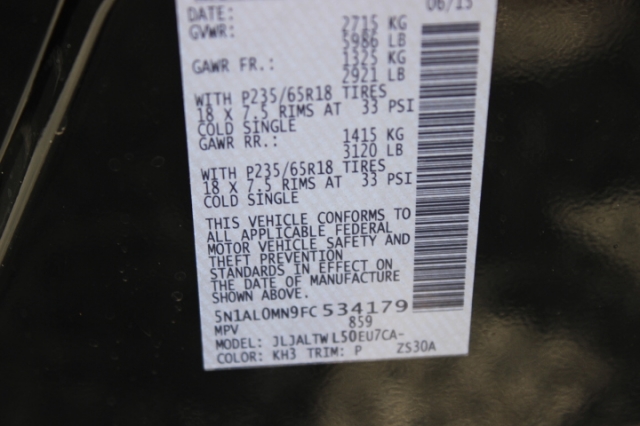 DATE: 06/15
GVWR: 2715 KG
5986 LB
GAWR FR.: 1325 KG
2921 LB
WITH P235/65R18 TIRES
18 X 7.5 RIMS AT 33 PSI
COLD SINGLE
GAWR RR.: 1415 KG
3120 LB
WITH P235/65R18 TIRES
18 X 7.5 RIMS AT 33 PSI
COLD SINGLE
THIS VEHICLE CONFORMS TO
ALL APPLICABLE FEDERAL
MOTOR VEHICLE SAFETY AND
THEFT PREVENTION
STANDARDS IN EFFECT ON
THE DATE OF MANUFACTURE
SHOWN ABOVE.
5N1AL0MN9FC 534179
MPV 859
MODEL: JLJALTW L50EU7CA-
COLOR: KH3 TRIM: P ZS30A